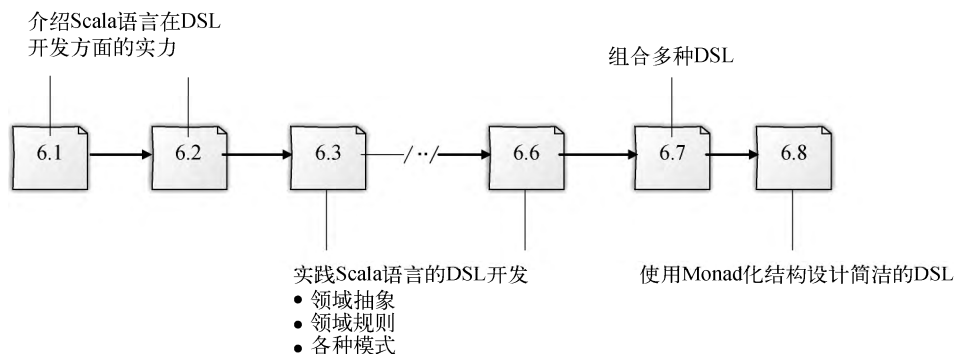 介绍Scala语言在DSL
开发方面的实力
组合多种DSL
6.1
6.2
6.3
/··/
6.6
6.7
6.8
实践Scala语言的DSL开发
• 领域抽象
• 领域规则
• 各种模式
使用Monad化结构设计简洁的DSL